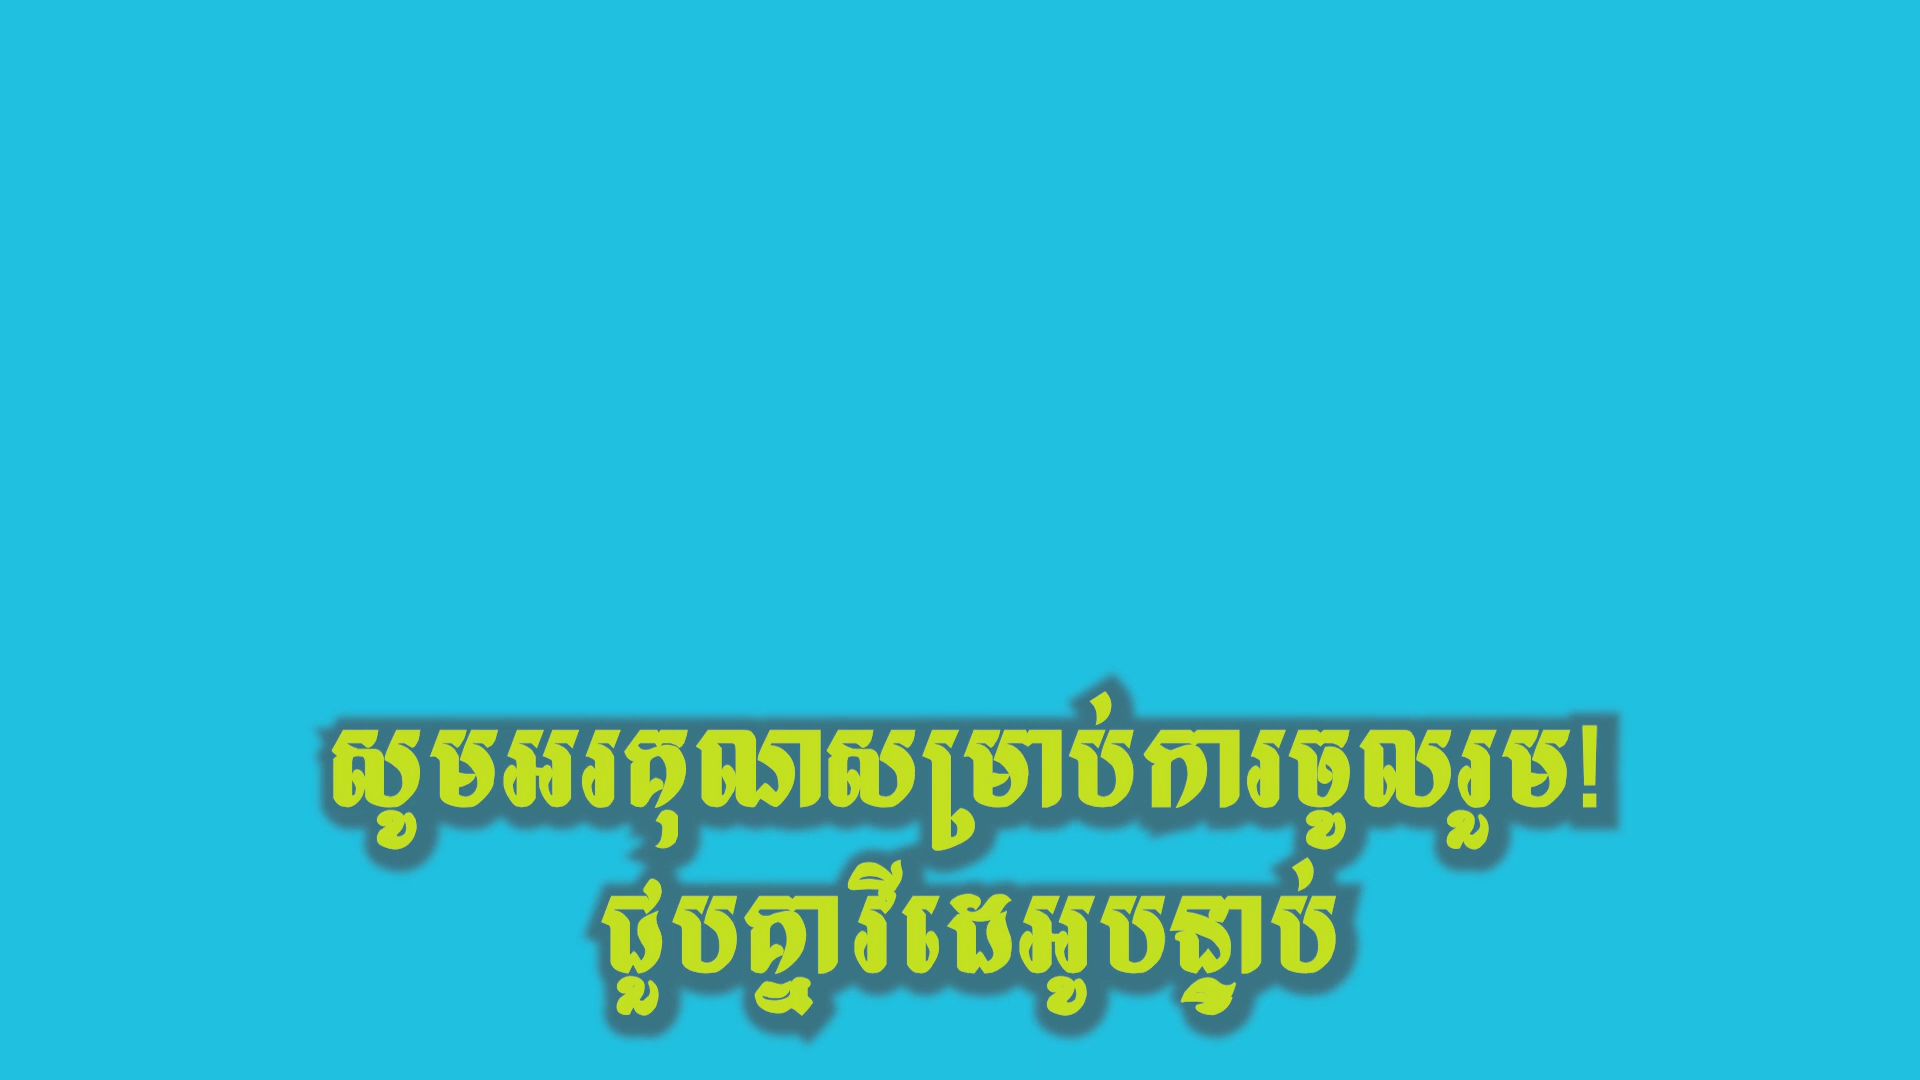 សូមអរគុណសម្រាប់ការចូលរួម!
ជួបគ្នាវីដេអូបន្ទាប់